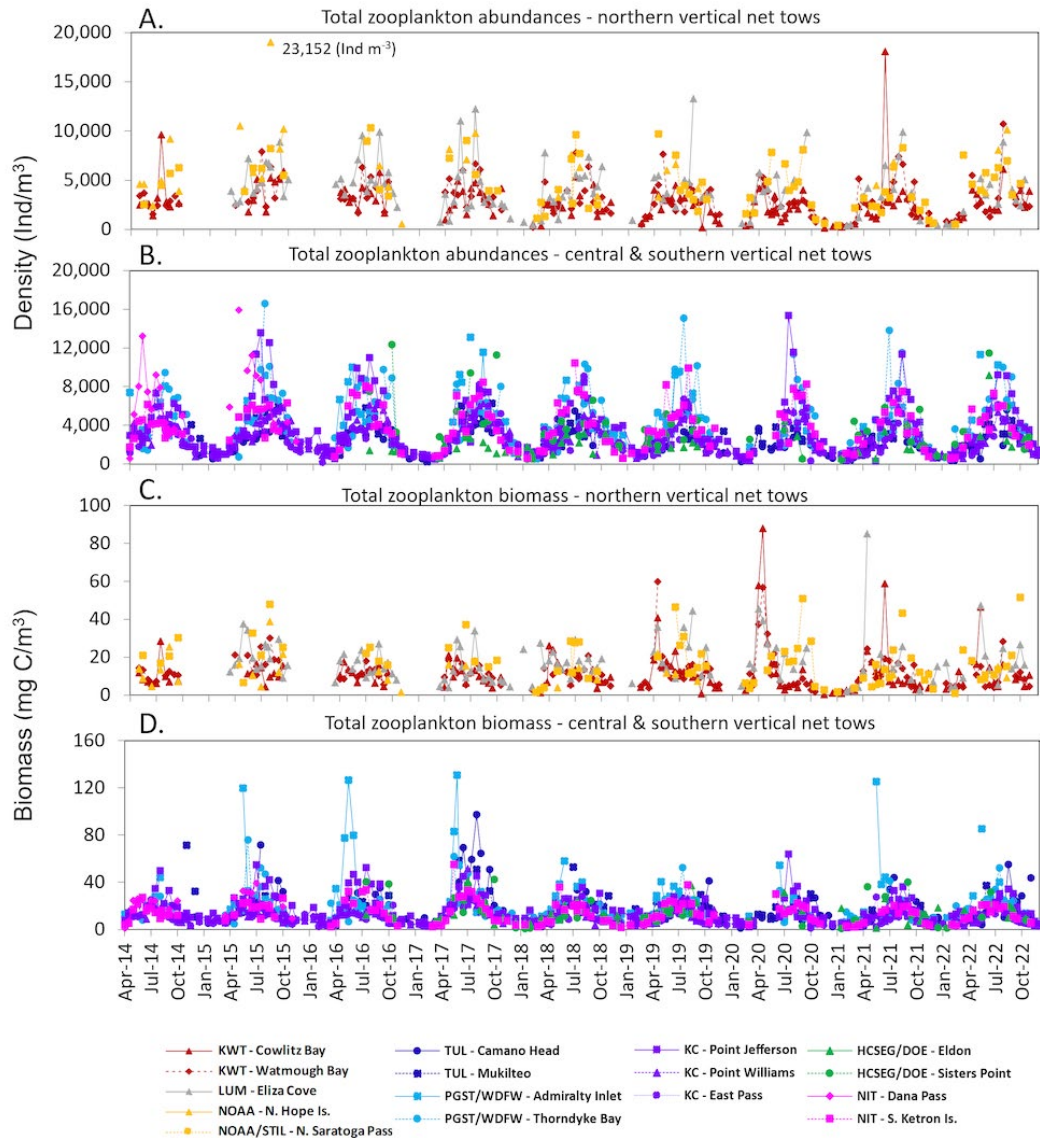 A.
Total zooplankton abundances - northern vertical net tows
20,000
23,152 (Ind m⁻³)
15,000
10,000
5,000
0
Density (Ind/m³)
B.
Total zooplankton abundances - central & southern vertical net tows
20,000
16,000
12,000
8,000
4,000
0
C.
Total zooplankton biomass - northern vertical net tows
100
80
60
40
20
0
Biomass (mg C/m³)
D.
Total zooplankton biomass - central & southern vertical net tows
160
120
80
40
0
Apr-14
Jul-14
Oct-14
Jan-15
Apr-15
Jul-15
Oct-15
Jan-16
Apr-16
Jul-16
Oct-16
Jan-17
Apr-17
Jul-17
Oct-17
Jan-18
Apr-18
Jul-18
Oct-18
Jan-19
Apr-19
Jul-19
Oct-19
Jan-20
Apr-20
Jul-20
Oct-20
Jan-21
Apr-21
Jul-21
Oct-21
Jan-22
Apr-22
Jul-22
Oct-22
KWT - Cowlitz Bay
KWT - Watmough Bay
LUM - Eliza Cove
NOAA - N. Hope Is.
NOAA/STIL - N. Saratoga Pass
TUL - Camano Head
TUL - Mukilteo
PGST/WDFW - Admiralty Inlet
PGST/WDFW - Thorndyke Bay
KC - Point Jefferson
KC - Point Williams
KC - East Pass
HCSEG/DOE - Eldon
HCSEG/DOE - Sisters Point
NIT - Dana Pass
NIT - S. Ketron Is.